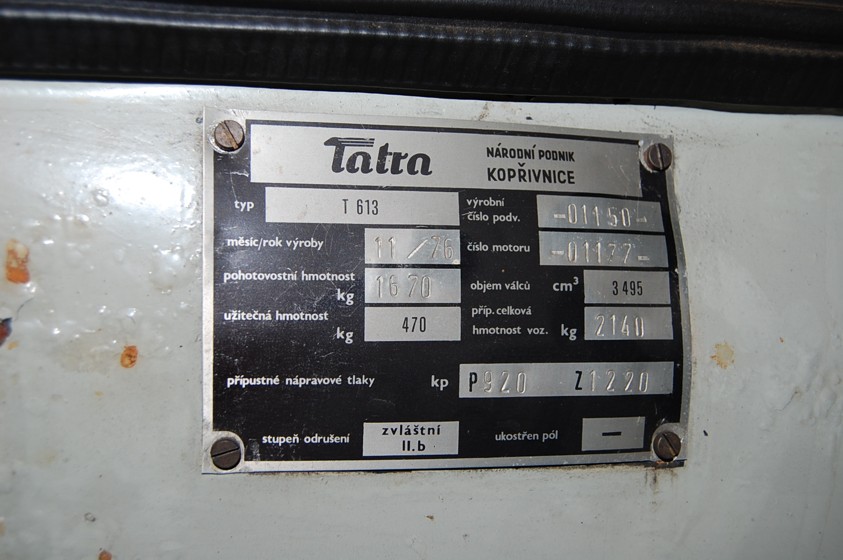 Tatra NÁRODNÍ PODNIK
KOPŘIVNICE
typ T 613 výrobní
číslo podv. -01150-
měsíc/rok výroby 11/76 číslo motoru -01177-
pohotovostní hmotnost kg 1670 objem válců cm³ 3495
užitečná hmotnost kg 470 příp. celková
hmotnost voz. kg 2140
přípustné nápravové tlaky kp P920 Z1220
stupeň odrušení zvláštní
II.b ukostřen pól –